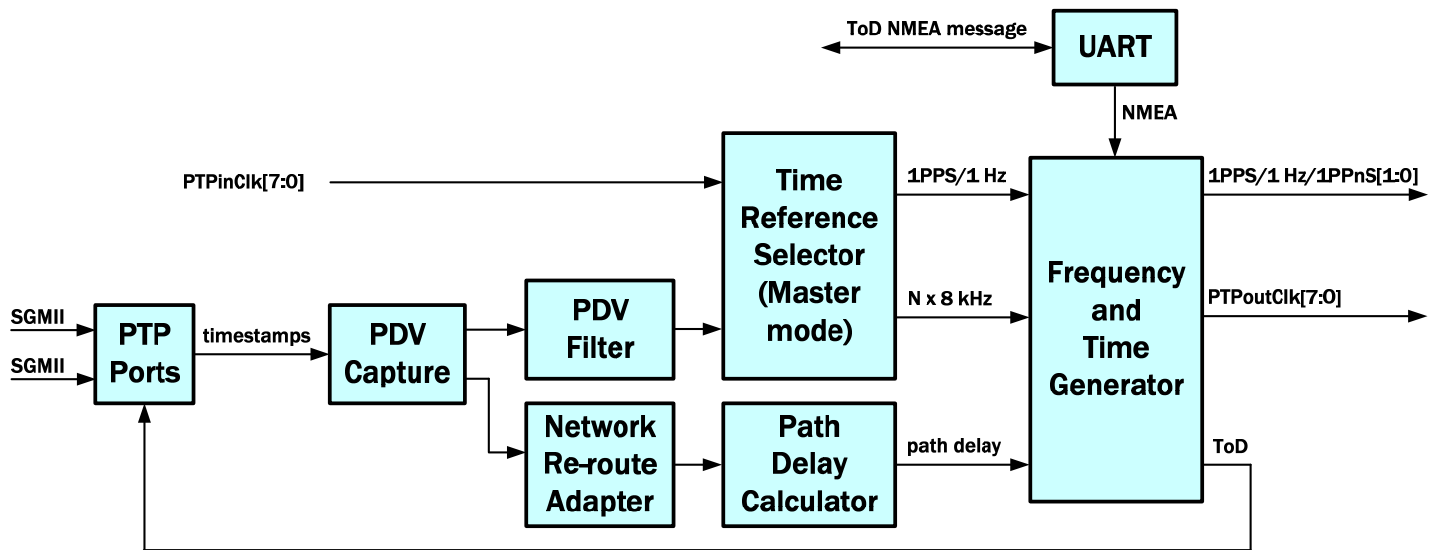 ToD NMEA message
UART
NMEA
PTPinClk[7:0]
Time
Reference
Selector
(Master
mode)
1PPS/1 Hz
N x 8 kHz
1PPS/1 Hz/1PPnS[1:0]
PTPoutClk[7:0]
Frequency
and
Time
Generator
SGMII
SGMII
PTP
Ports
timestamps
PDV
Capture
PDV
Filter
Network
Re-route
Adapter
Path
Delay
Calculator
path delay
ToD